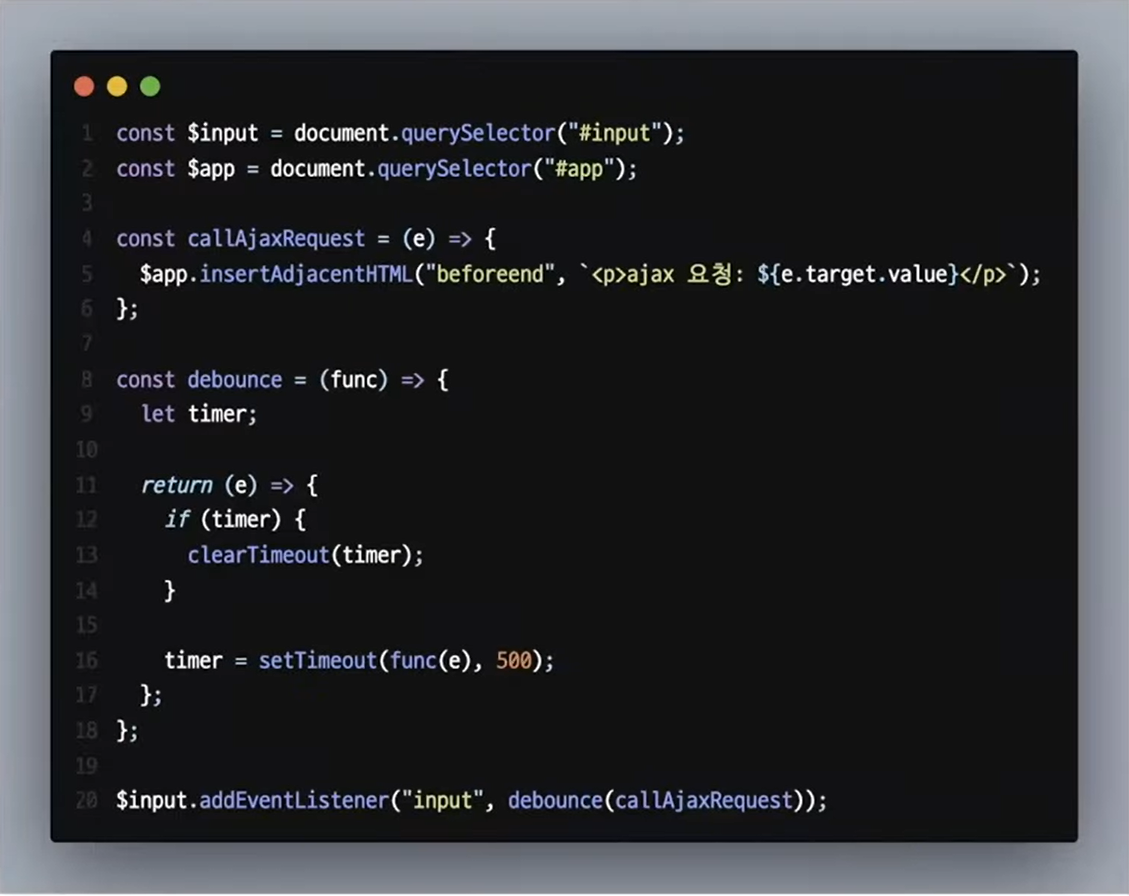 1 const $input = document.querySelector("#input");
2 const $app = document.querySelector("#app");
3
4 const callAjaxRequest = (e) => {
5   $app.insertAdjacentHTML("beforeend", `<p>ajax 요청: ${e.target.value}</p>`);
6 };
7
8 const debounce = (func) => {
9   let timer;
10
11   return (e) => {
12     if (timer) {
13       clearTimeout(timer);
14     }
15
16     timer = setTimeout(func(e), 500);
17   };
18 };
19
20 $input.addEventListener("input", debounce(callAjaxRequest));